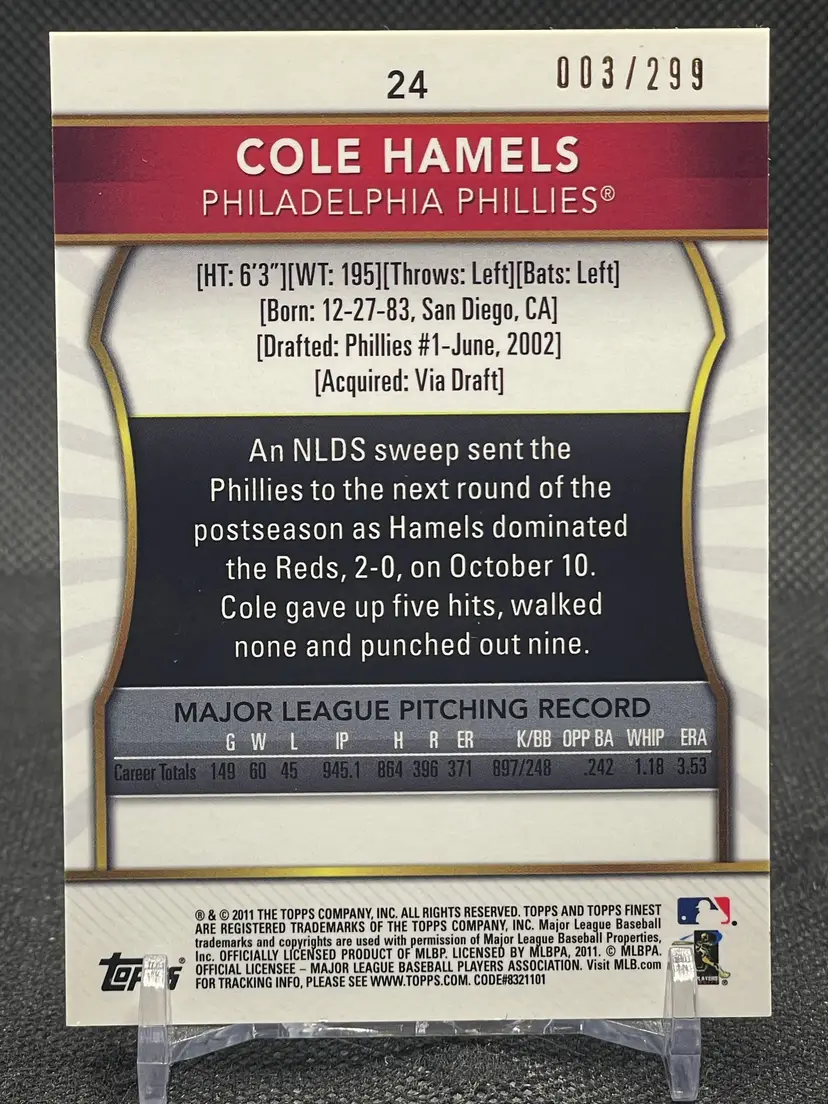 24
003/299
COLE HAMELS
PHILADELPHIA PHILLIES®
[HT: 6'3"][WT: 195][Throws: Left][Bats: Left]
[Born: 12-27-83, San Diego, CA]
[Drafted: Phillies #1-June, 2002]
[Acquired: Via Draft]
An NLDS sweep sent the
Phillies to the next round of the
postseason as Hamels dominated
the Reds, 2-0, on October 10.
Cole gave up five hits, walked
none and punched out nine.
MAJOR LEAGUE PITCHING RECORD
G W L IP H R ER K/BB OPP BA WHIP ERA
Career Totals 149 60 45 945.1 864 396 371 897/248 .242 1.18 3.53
® & © 2011 THE TOPPS COMPANY, INC. ALL RIGHTS RESERVED. TOPPS AND TOPPS FINEST
ARE REGISTERED TRADEMARKS OF THE TOPPS COMPANY, INC. Major League Baseball
trademarks and copyrights are used with permission of Major League Baseball Properties,
Inc. OFFICIALLY LICENSED PRODUCT OF MLBP. LICENSED BY MLBPA, 2011. © MLBPA.
OFFICIAL LICENSEE – MAJOR LEAGUE BASEBALL PLAYERS ASSOCIATION. Visit MLB.com
FOR TRACKING INFO, PLEASE SEE WWW.TOPPS.COM. CODE#8321101
Topps®